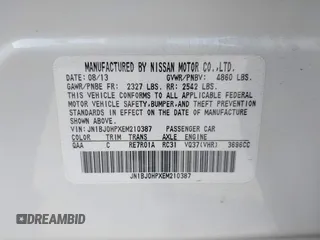 MANUFACTURED BY NISSAN MOTOR CO.,LTD.
DATE: 08/13 GVWR/PNBV: 4860 LBS.
GAWR/PNBE FR: 2327 LBS. RR: 2542 LBS.
THIS VEHICLE CONFORMS TO ALL APPLICABLE FEDERAL
MOTOR VEHICLE SAFETY,BUMPER,AND THEFT PREVENTION
STANDARDS IN EFFECT ON THE DATE OF MANUFACTURE
SHOWN ABOVE.
VIN: JN1BJ0HPXEM210387 PASSENGER CAR
COLOR TRIM TRANS AXLE ENGINE
QAA C RE7R01A RC31 VQ37(VHR) 3696CC
JN1BJ0HPXEM210387
DREAMBID